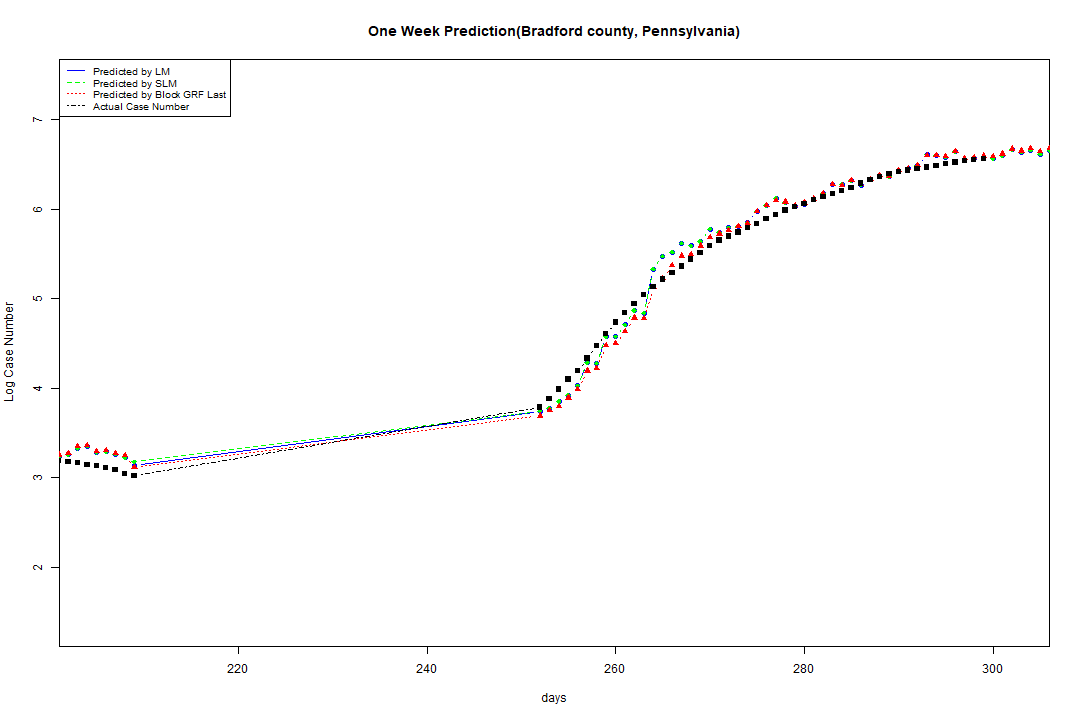 One Week Prediction(Bradford county, Pennsylvania)
Predicted by LM
Predicted by SLM
Predicted by Block GRF Last
Actual Case Number
7
6
5
4
3
2
Log Case Number
220 240 260 280 300
days